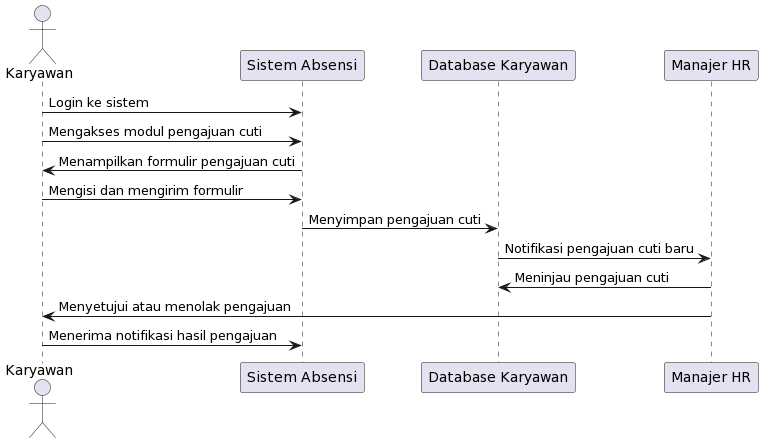 Karyawan
Sistem Absensi
Database Karyawan
Manajer HR
Login ke sistem
Mengakses modul pengajuan cuti
Menampilkan formulir pengajuan cuti
Mengisi dan mengirim formulir
Menyimpan pengajuan cuti
Notifikasi pengajuan cuti baru
Meninjau pengajuan cuti
Menyetujui atau menolak pengajuan
Menerima notifikasi hasil pengajuan
Karyawan
Sistem Absensi
Database Karyawan
Manajer HR